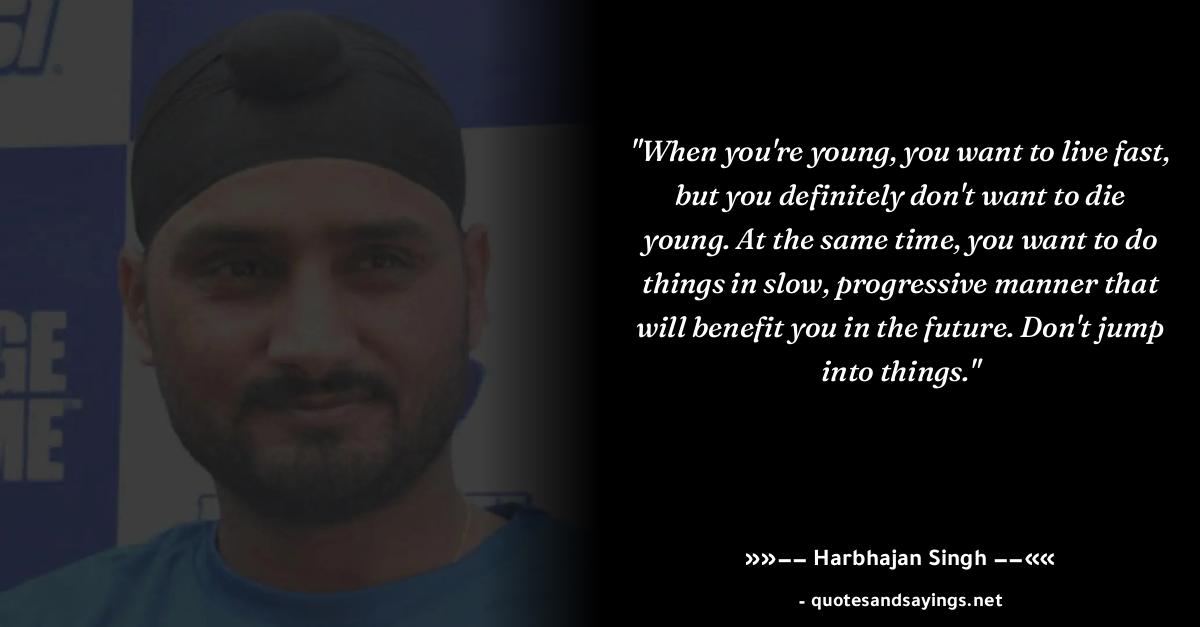 "When you're young, you want to live fast,
but you definitely don't want to die
young. At the same time, you want to do
things in slow, progressive manner that
will benefit you in the future. Don't jump
into things."
»»−− Harbhajan Singh −−««
- quotesandsayings.net
GE
ME